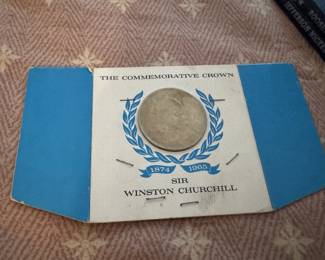 THE COMMEMORATIVE CROWN
1874 1965
SIR
WINSTON CHURCHILL